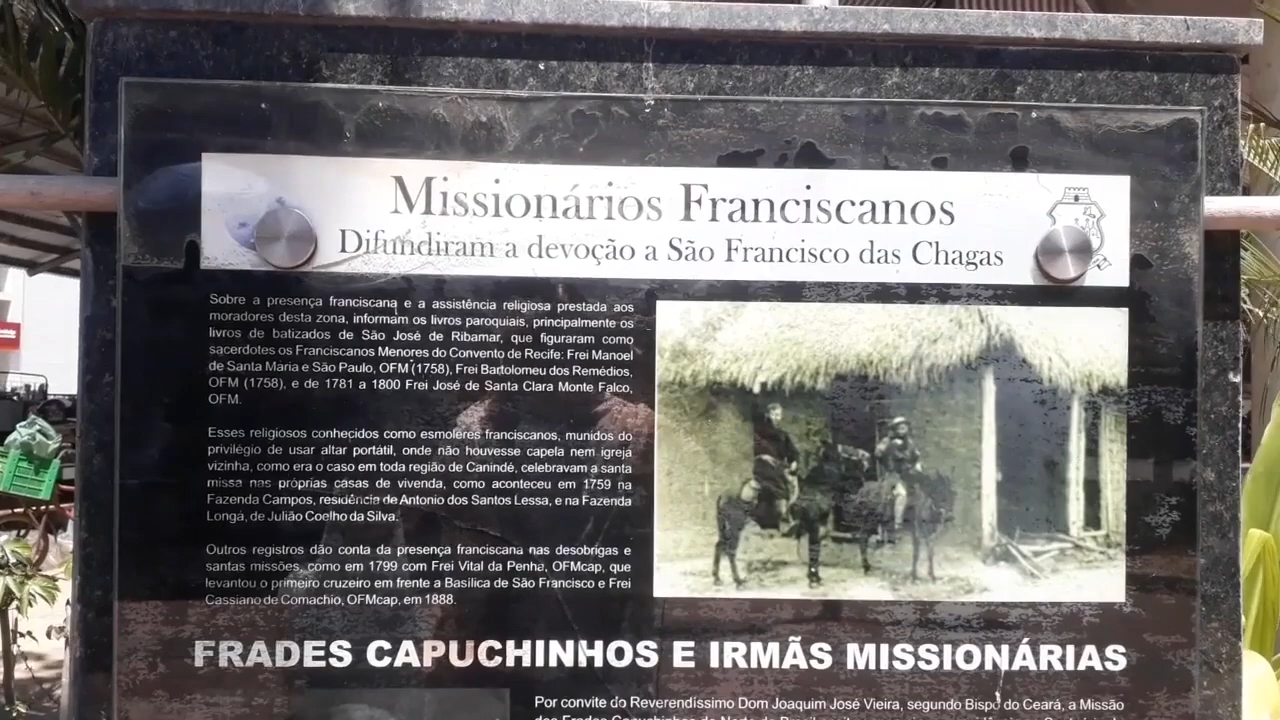 Missionários Franciscanos
Difundiram a devoção a São Francisco das Chagas
Sobre a presença franciscana e a assistência religiosa prestada aos
moradores desta zona, informam os livros paroquiais, principalmente os
livros de batizados de São José de Ribamar, que figuraram como
sacerdotes os Franciscanos Menores do Convento de Recife: Frei Manoel
de Santa Maria e São Paulo, OFM (1758), Frei Bartolomeu dos Remédios,
OFM (1758), e de 1781 a 1800 Frei José de Santa Clara Monte Falco,
OFM.
Esses religiosos conhecidos como esmoleres franciscanos, munidos do
privilégio de usar altar portátil, onde não houvesse capela nem igreja
vizinha, como era o caso em toda região de Canindé, celebravam a santa
missa nas próprias casas de vivenda, como aconteceu em 1759 na
Fazenda Campos, residência de Antonio dos Santos Lessa, e na Fazenda
Longá, de Julião Coelho da Silva.
Outros registros dão conta da presença franciscana nas desobrigas e
santas missões, como em 1799 com Frei Vital da Penha, OFMcap, que
levantou o primeiro cruzeiro em frente a Basílica de São Francisco e Frei
Cassiano de Comachio, OFMcap, em 1888.
FRADES CAPUCHINHOS E IRMÃS MISSIONÁRIAS
Por convite do Reverendíssimo Dom Joaquim José Vieira, segundo Bispo do Ceará, a Missão